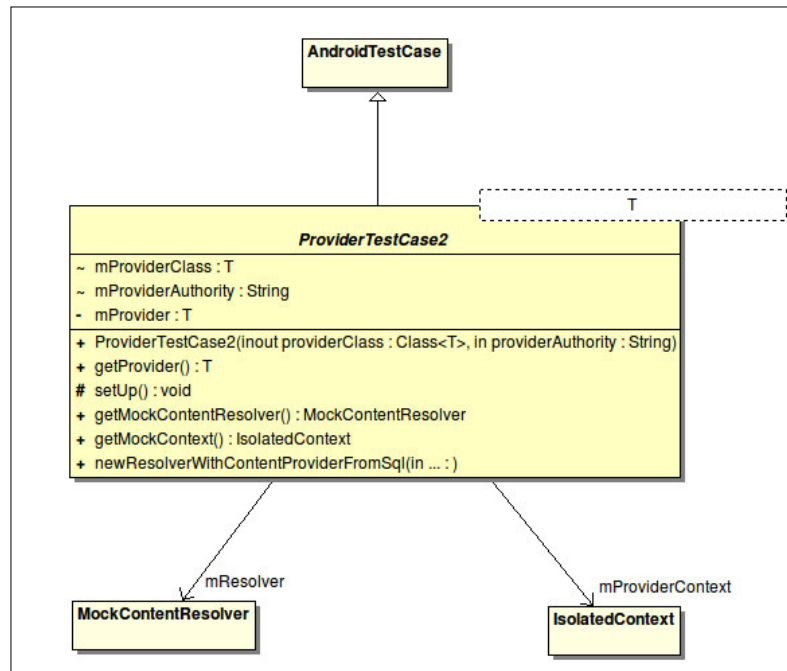 AndroidTestCase
T
ProviderTestCase2
~ mProviderClass : T
~ mProviderAuthority : String
- mProvider : T
+ ProviderTestCase2(inout providerClass : Class<T>, in providerAuthority : String)
+ getProvider() : T
# setUp() : void
+ getMockContentResolver() : MockContentResolver
+ getMockContext() : IsolatedContext
+ newResolverWithContentProviderFromSql(in ... : )
mResolver
mProviderContext
MockContentResolver
IsolatedContext